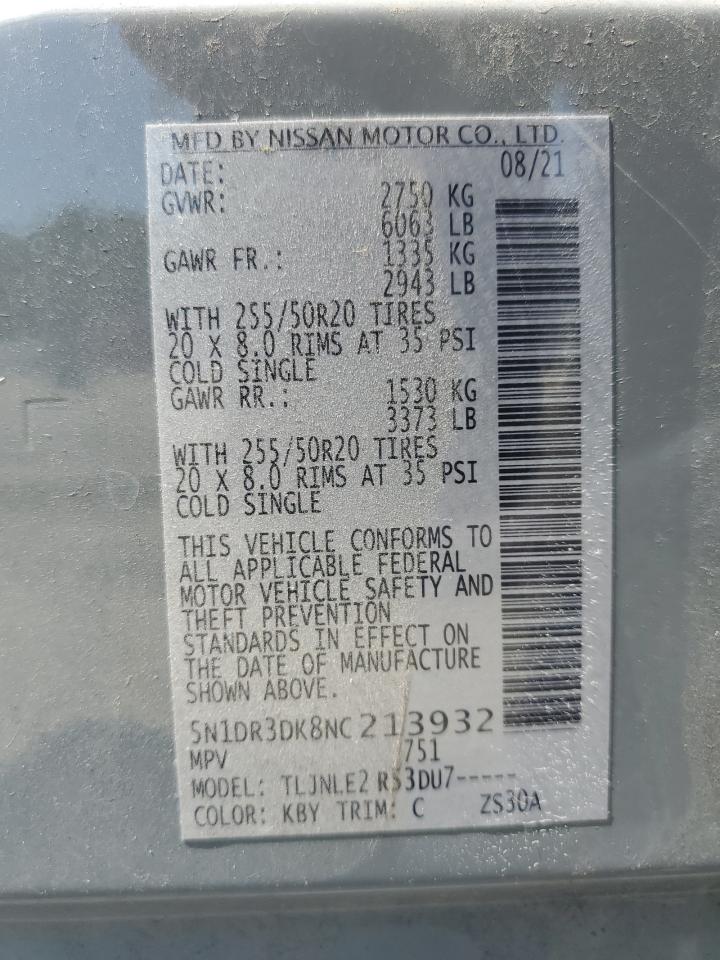 MFD BY NISSAN MOTOR CO., LTD.
DATE: 08/21
GVWR: 2750 KG
6063 LB
GAWR FR.: 1335 KG
2943 LB
WITH 255/50R20 TIRES
20 X 8.0 RIMS AT 35 PSI
COLD SINGLE
GAWR RR.: 1530 KG
3373 LB
WITH 255/50R20 TIRES
20 X 8.0 RIMS AT 35 PSI
COLD SINGLE
THIS VEHICLE CONFORMS TO
ALL APPLICABLE FEDERAL
MOTOR VEHICLE SAFETY AND
THEFT PREVENTION
STANDARDS IN EFFECT ON
THE DATE OF MANUFACTURE
SHOWN ABOVE.
5N1DR3DK8NC213932
MPV 751
MODEL: TLJNLE2 R53DU7-----
COLOR: KBY TRIM: C ZS30A